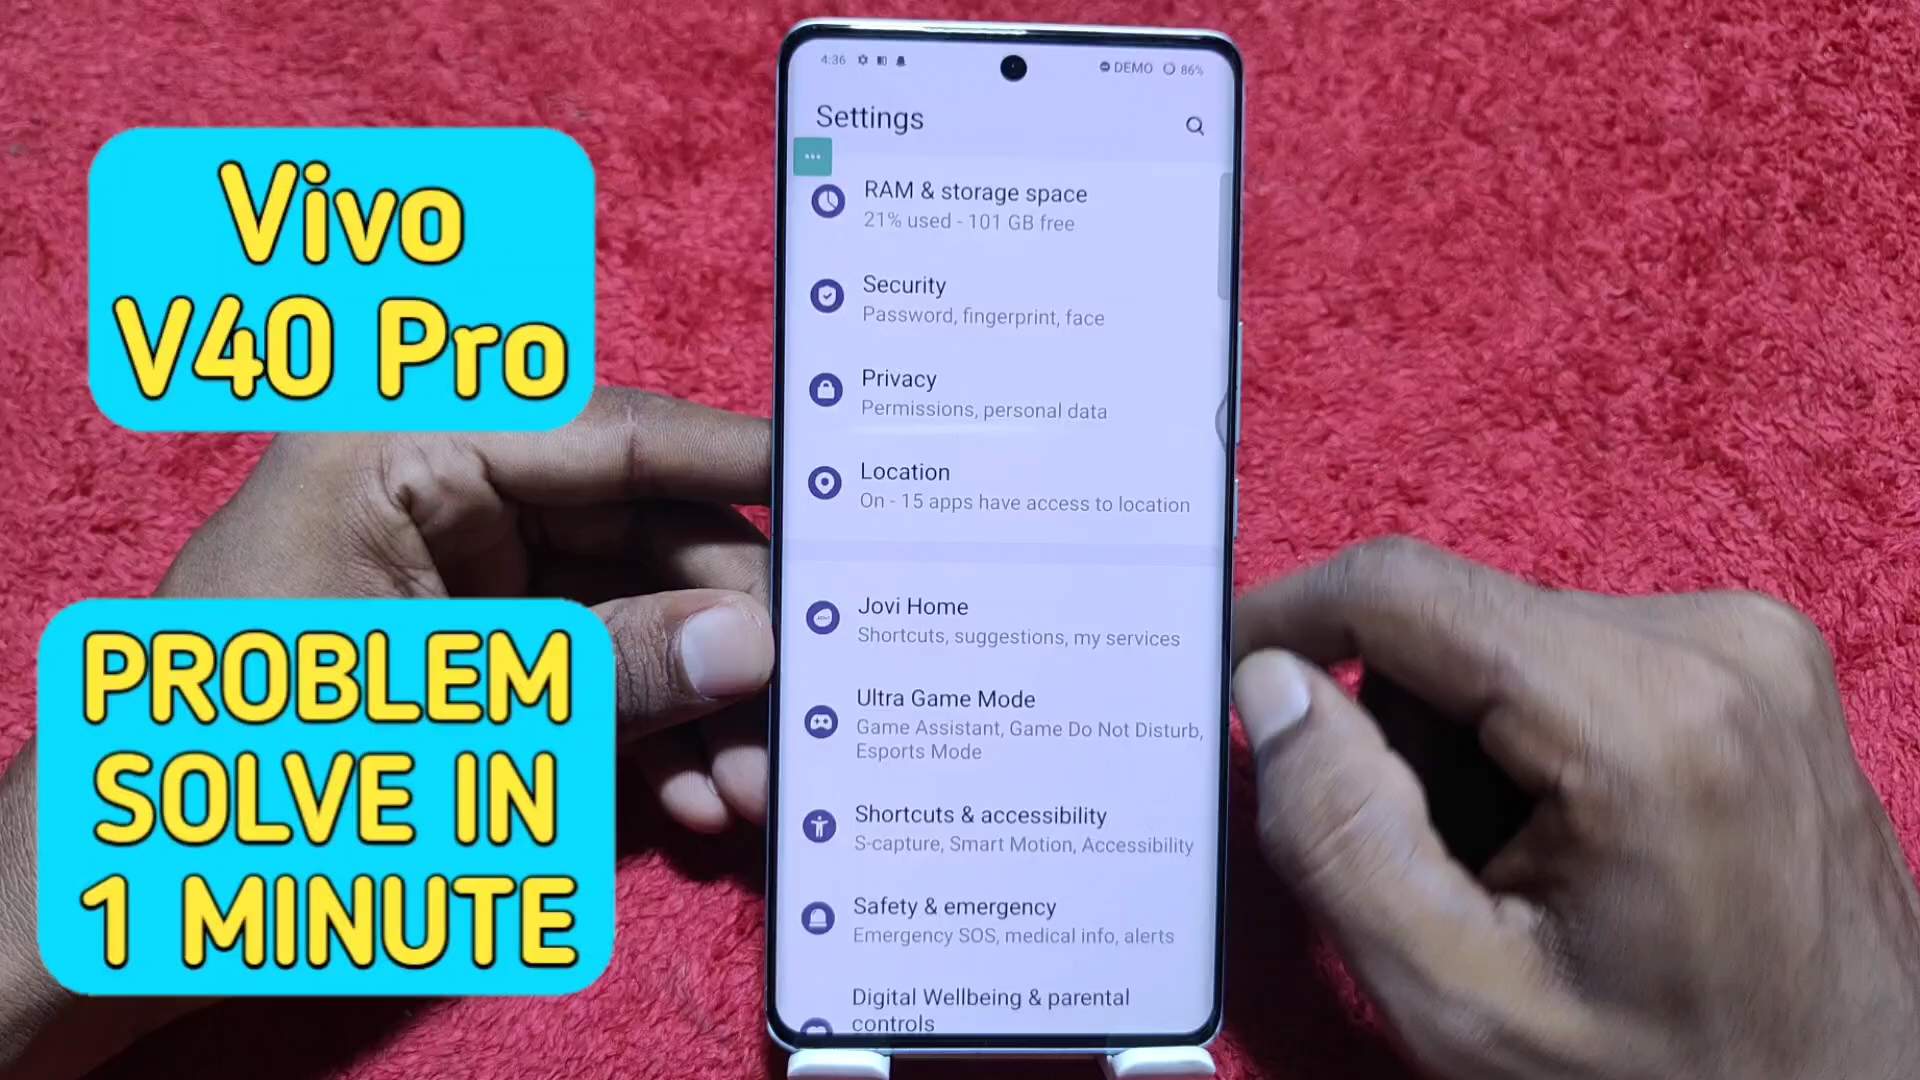 Vivo
V40 Pro
PROBLEM
SOLVE IN
1 MINUTE
4:36
DEMO 86%
Settings
RAM & storage space
21% used - 101 GB free
Security
Password, fingerprint, face
Privacy
Permissions, personal data
Location
On - 15 apps have access to location
Jovi Home
Shortcuts, suggestions, my services
Ultra Game Mode
Game Assistant, Game Do Not Disturb,
Esports Mode
Shortcuts & accessibility
S-capture, Smart Motion, Accessibility
Safety & emergency
Emergency SOS, medical info, alerts
Digital Wellbeing & parental
controls